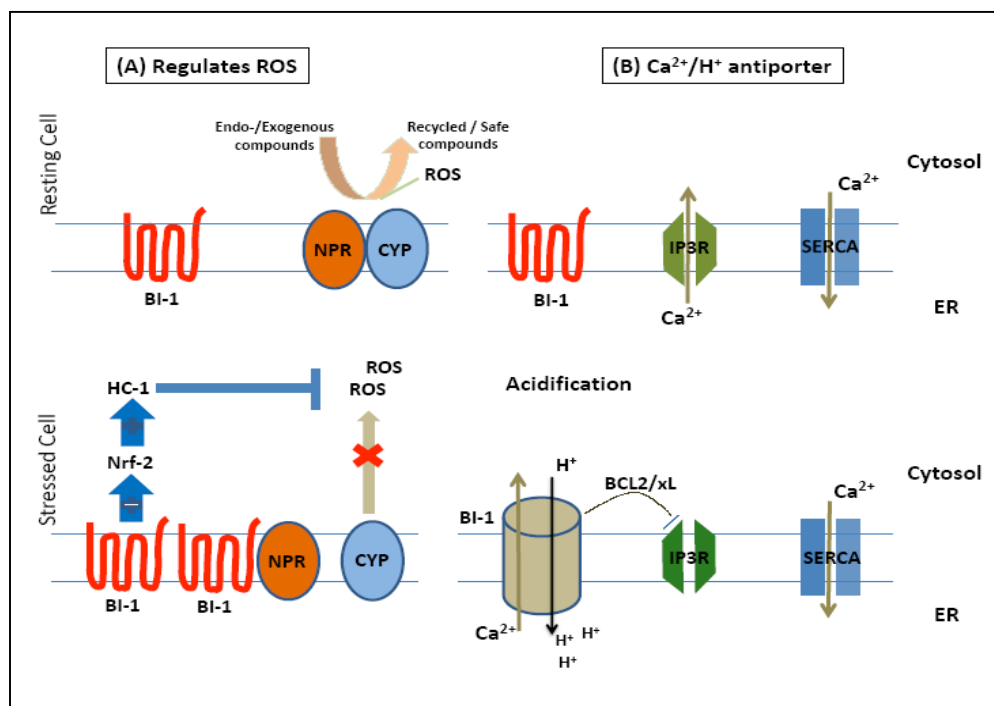 (A) Regulates ROS
(B) Ca²⁺/H⁺ antiporter
Resting Cell
Endo-/Exogenous
compounds
Recycled / Safe
compounds
ROS
NPR
CYP
BI-1
Cytosol
Ca²⁺
IP3R
SERCA
BI-1
Ca²⁺
ER
Stressed Cell
HC-1
Nrf-2
ROS
ROS
NPR
CYP
BI-1
BI-1
Acidification
H⁺
BCL2/xL
BI-1
IP3R
Ca²⁺
H⁺
H⁺
H⁺
Cytosol
Ca²⁺
SERCA
ER